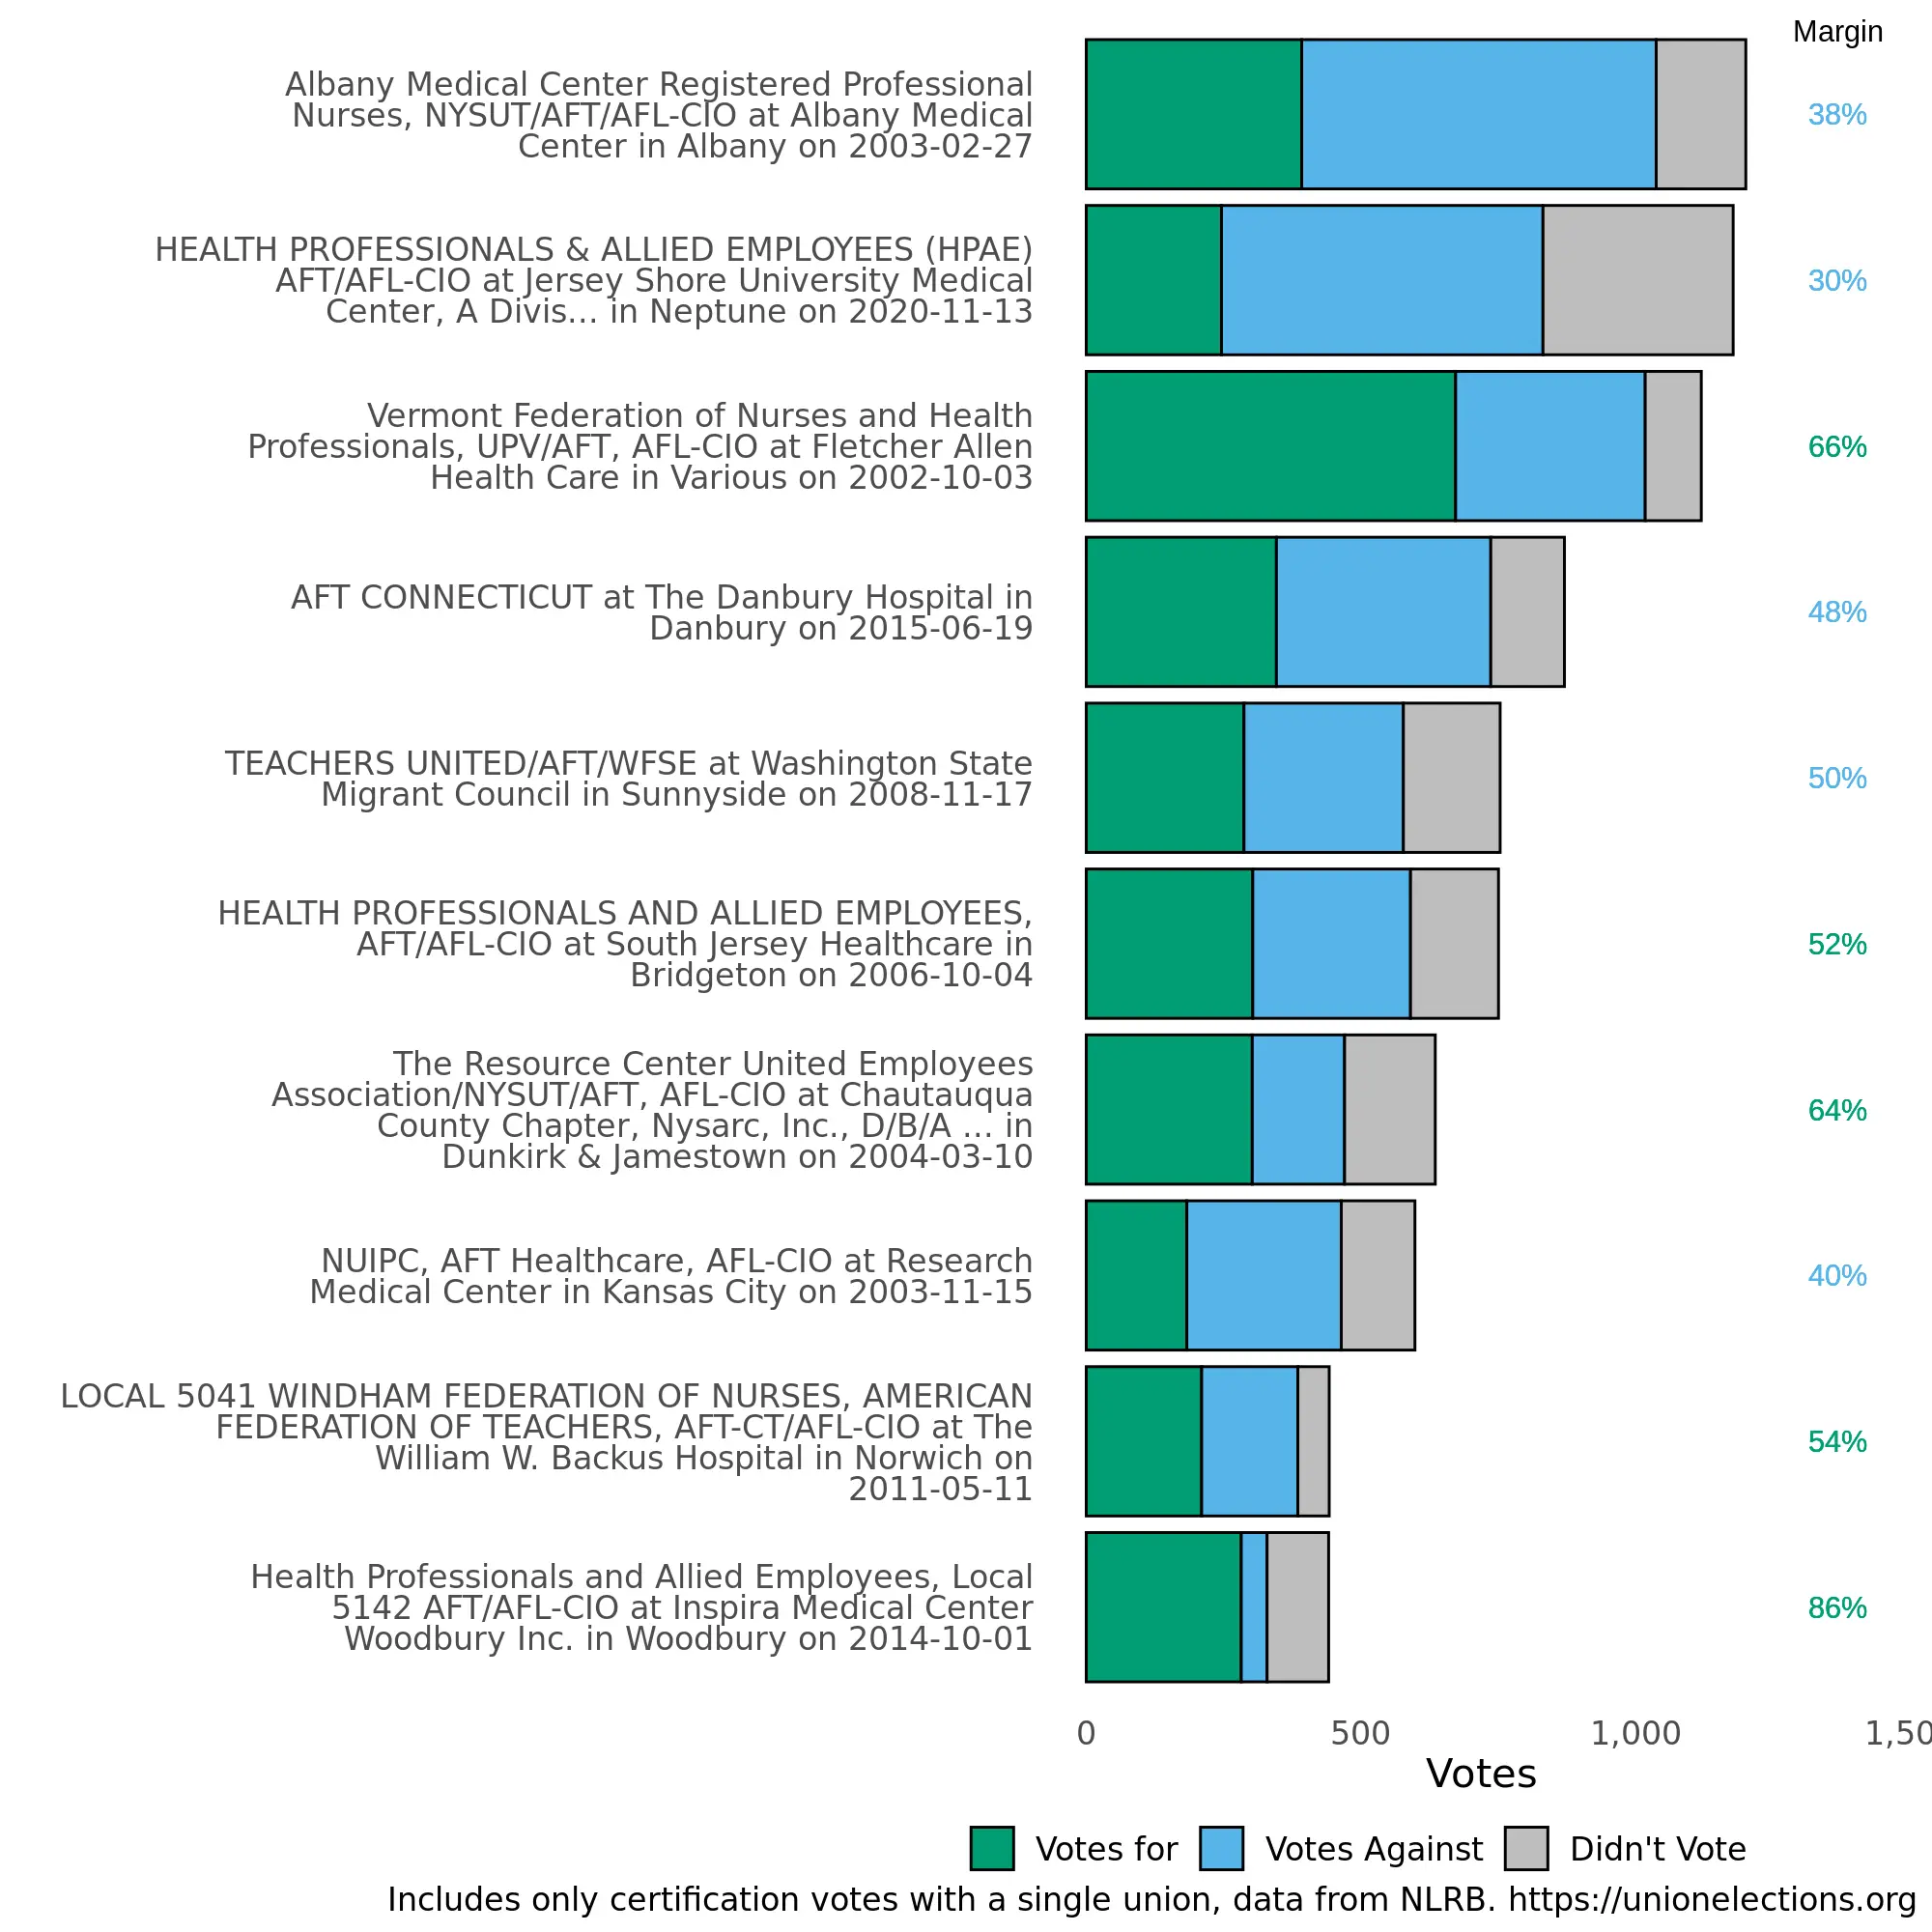 Margin
Albany Medical Center Registered Professional
Nurses, NYSUT/AFT/AFL-CIO at Albany Medical
Center in Albany on 2003-02-27
38%
HEALTH PROFESSIONALS & ALLIED EMPLOYEES (HPAE)
AFT/AFL-CIO at Jersey Shore University Medical
Center, A Divis... in Neptune on 2020-11-13
30%
Vermont Federation of Nurses and Health
Professionals, UPV/AFT, AFL-CIO at Fletcher Allen
Health Care in Various on 2002-10-03
66%
AFT CONNECTICUT at The Danbury Hospital in
Danbury on 2015-06-19
48%
TEACHERS UNITED/AFT/WFSE at Washington State
Migrant Council in Sunnyside on 2008-11-17
50%
HEALTH PROFESSIONALS AND ALLIED EMPLOYEES,
AFT/AFL-CIO at South Jersey Healthcare in
Bridgeton on 2006-10-04
52%
The Resource Center United Employees
Association/NYSUT/AFT, AFL-CIO at Chautauqua
County Chapter, Nysarc, Inc., D/B/A ... in
Dunkirk & Jamestown on 2004-03-10
64%
NUIPC, AFT Healthcare, AFL-CIO at Research
Medical Center in Kansas City on 2003-11-15
40%
LOCAL 5041 WINDHAM FEDERATION OF NURSES, AMERICAN
FEDERATION OF TEACHERS, AFT-CT/AFL-CIO at The
William W. Backus Hospital in Norwich on
2011-05-11
54%
Health Professionals and Allied Employees, Local
5142 AFT/AFL-CIO at Inspira Medical Center
Woodbury Inc. in Woodbury on 2014-10-01
86%
0 500 1,000 1,50
Votes
Votes for Votes Against Didn't Vote
Includes only certification votes with a single union, data from NLRB. https://unionelections.org